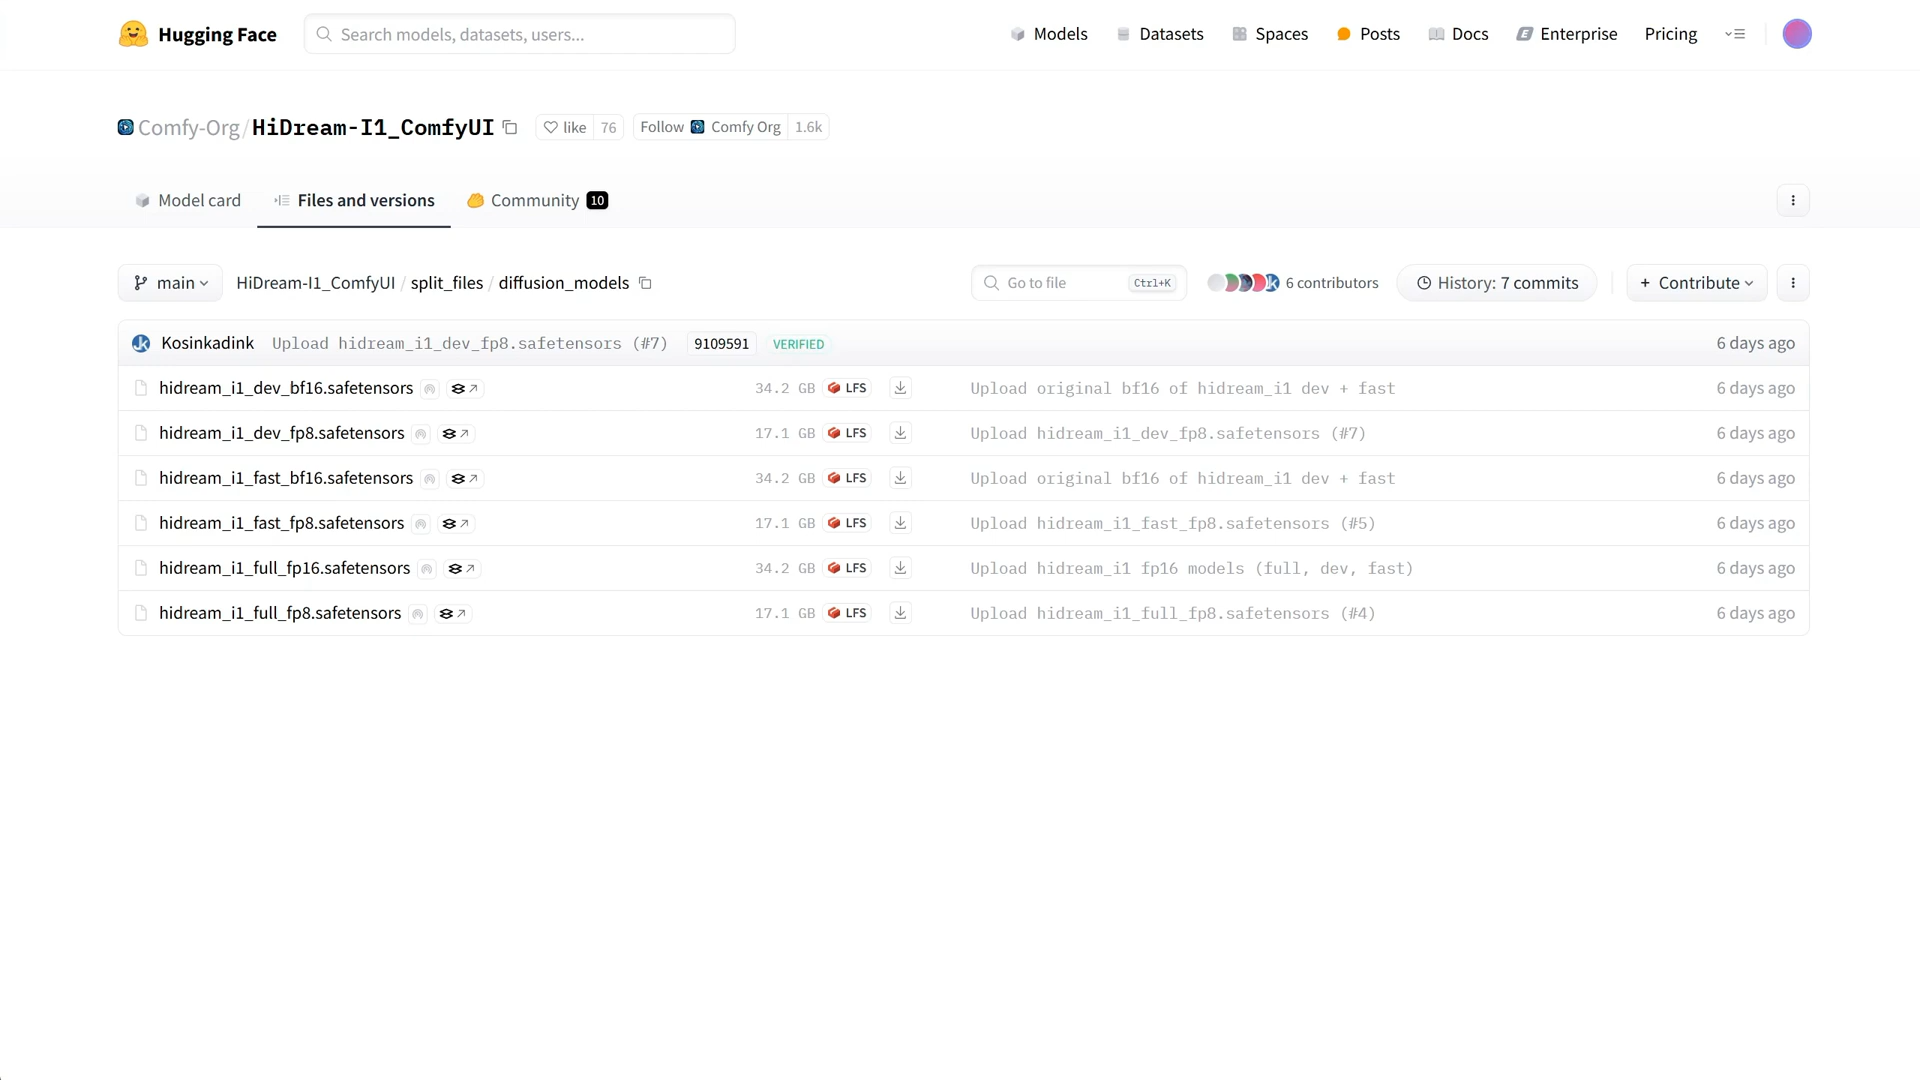 Hugging Face Search models, datasets, users... Models Datasets Spaces Posts Docs Enterprise Pricing
Comfy-Org/HiDream-I1_ComfyUI like 76 Follow Comfy Org 1.6k
Model card Files and versions Community 10
main HiDream-I1_ComfyUI / split_files / diffusion_models Go to file Ctrl+K 6 contributors History: 7 commits + Contribute
Kosinkadink Upload hidream_i1_dev_fp8.safetensors (#7) 9109591 VERIFIED 6 days ago
hidream_i1_dev_bf16.safetensors 34.2 GB LFS Upload original bf16 of hidream_i1 dev + fast 6 days ago
hidream_i1_dev_fp8.safetensors 17.1 GB LFS Upload hidream_i1_dev_fp8.safetensors (#7) 6 days ago
hidream_i1_fast_bf16.safetensors 34.2 GB LFS Upload original bf16 of hidream_i1 dev + fast 6 days ago
hidream_i1_fast_fp8.safetensors 17.1 GB LFS Upload hidream_i1_fast_fp8.safetensors (#5) 6 days ago
hidream_i1_full_fp16.safetensors 34.2 GB LFS Upload hidream_i1 fp16 models (full, dev, fast) 6 days ago
hidream_i1_full_fp8.safetensors 17.1 GB LFS Upload hidream_i1_full_fp8.safetensors (#4) 6 days ago